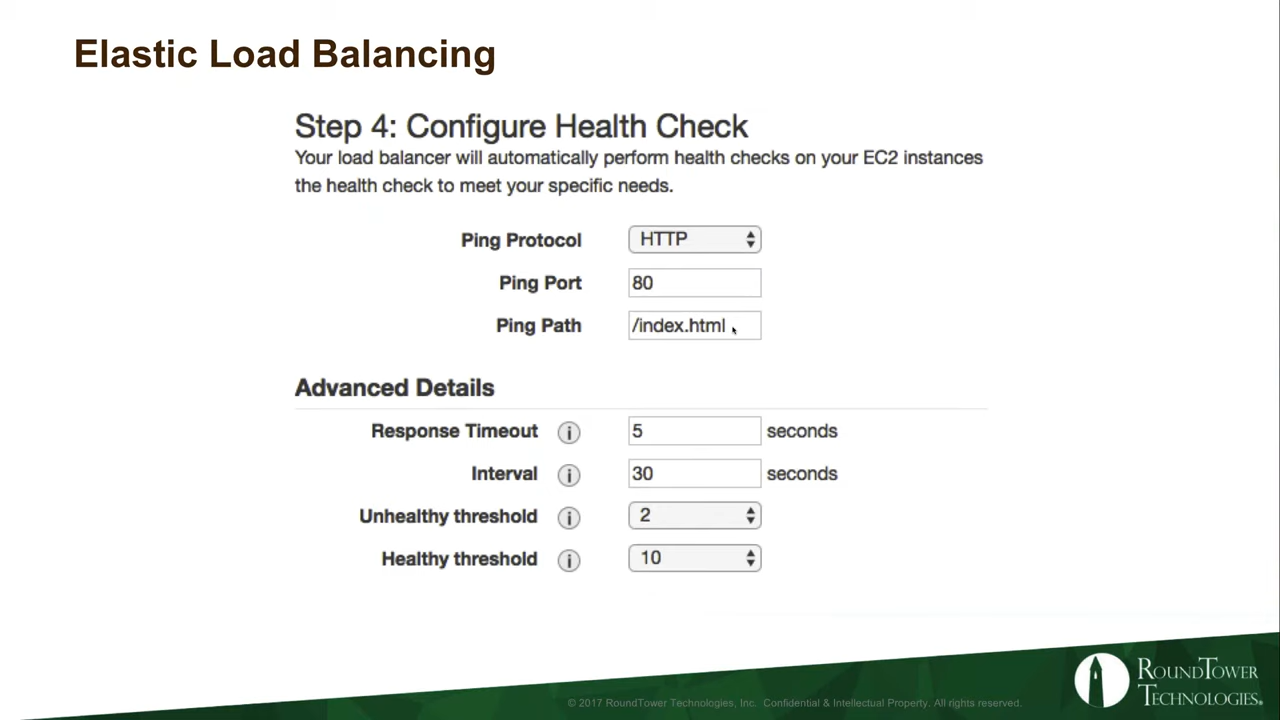 Elastic Load Balancing
Step 4: Configure Health Check
Your load balancer will automatically perform health checks on your EC2 instances
the health check to meet your specific needs.
Ping Protocol HTTP
Ping Port 80
Ping Path /index.html
Advanced Details
Response Timeout i 5 seconds
Interval i 30 seconds
Unhealthy threshold i 2
Healthy threshold i 10
ROUNDTOWER
TECHNOLOGIES®
© 2017 RoundTower Technologies, Inc. Confidential & Intellectual Property. All rights reserved.